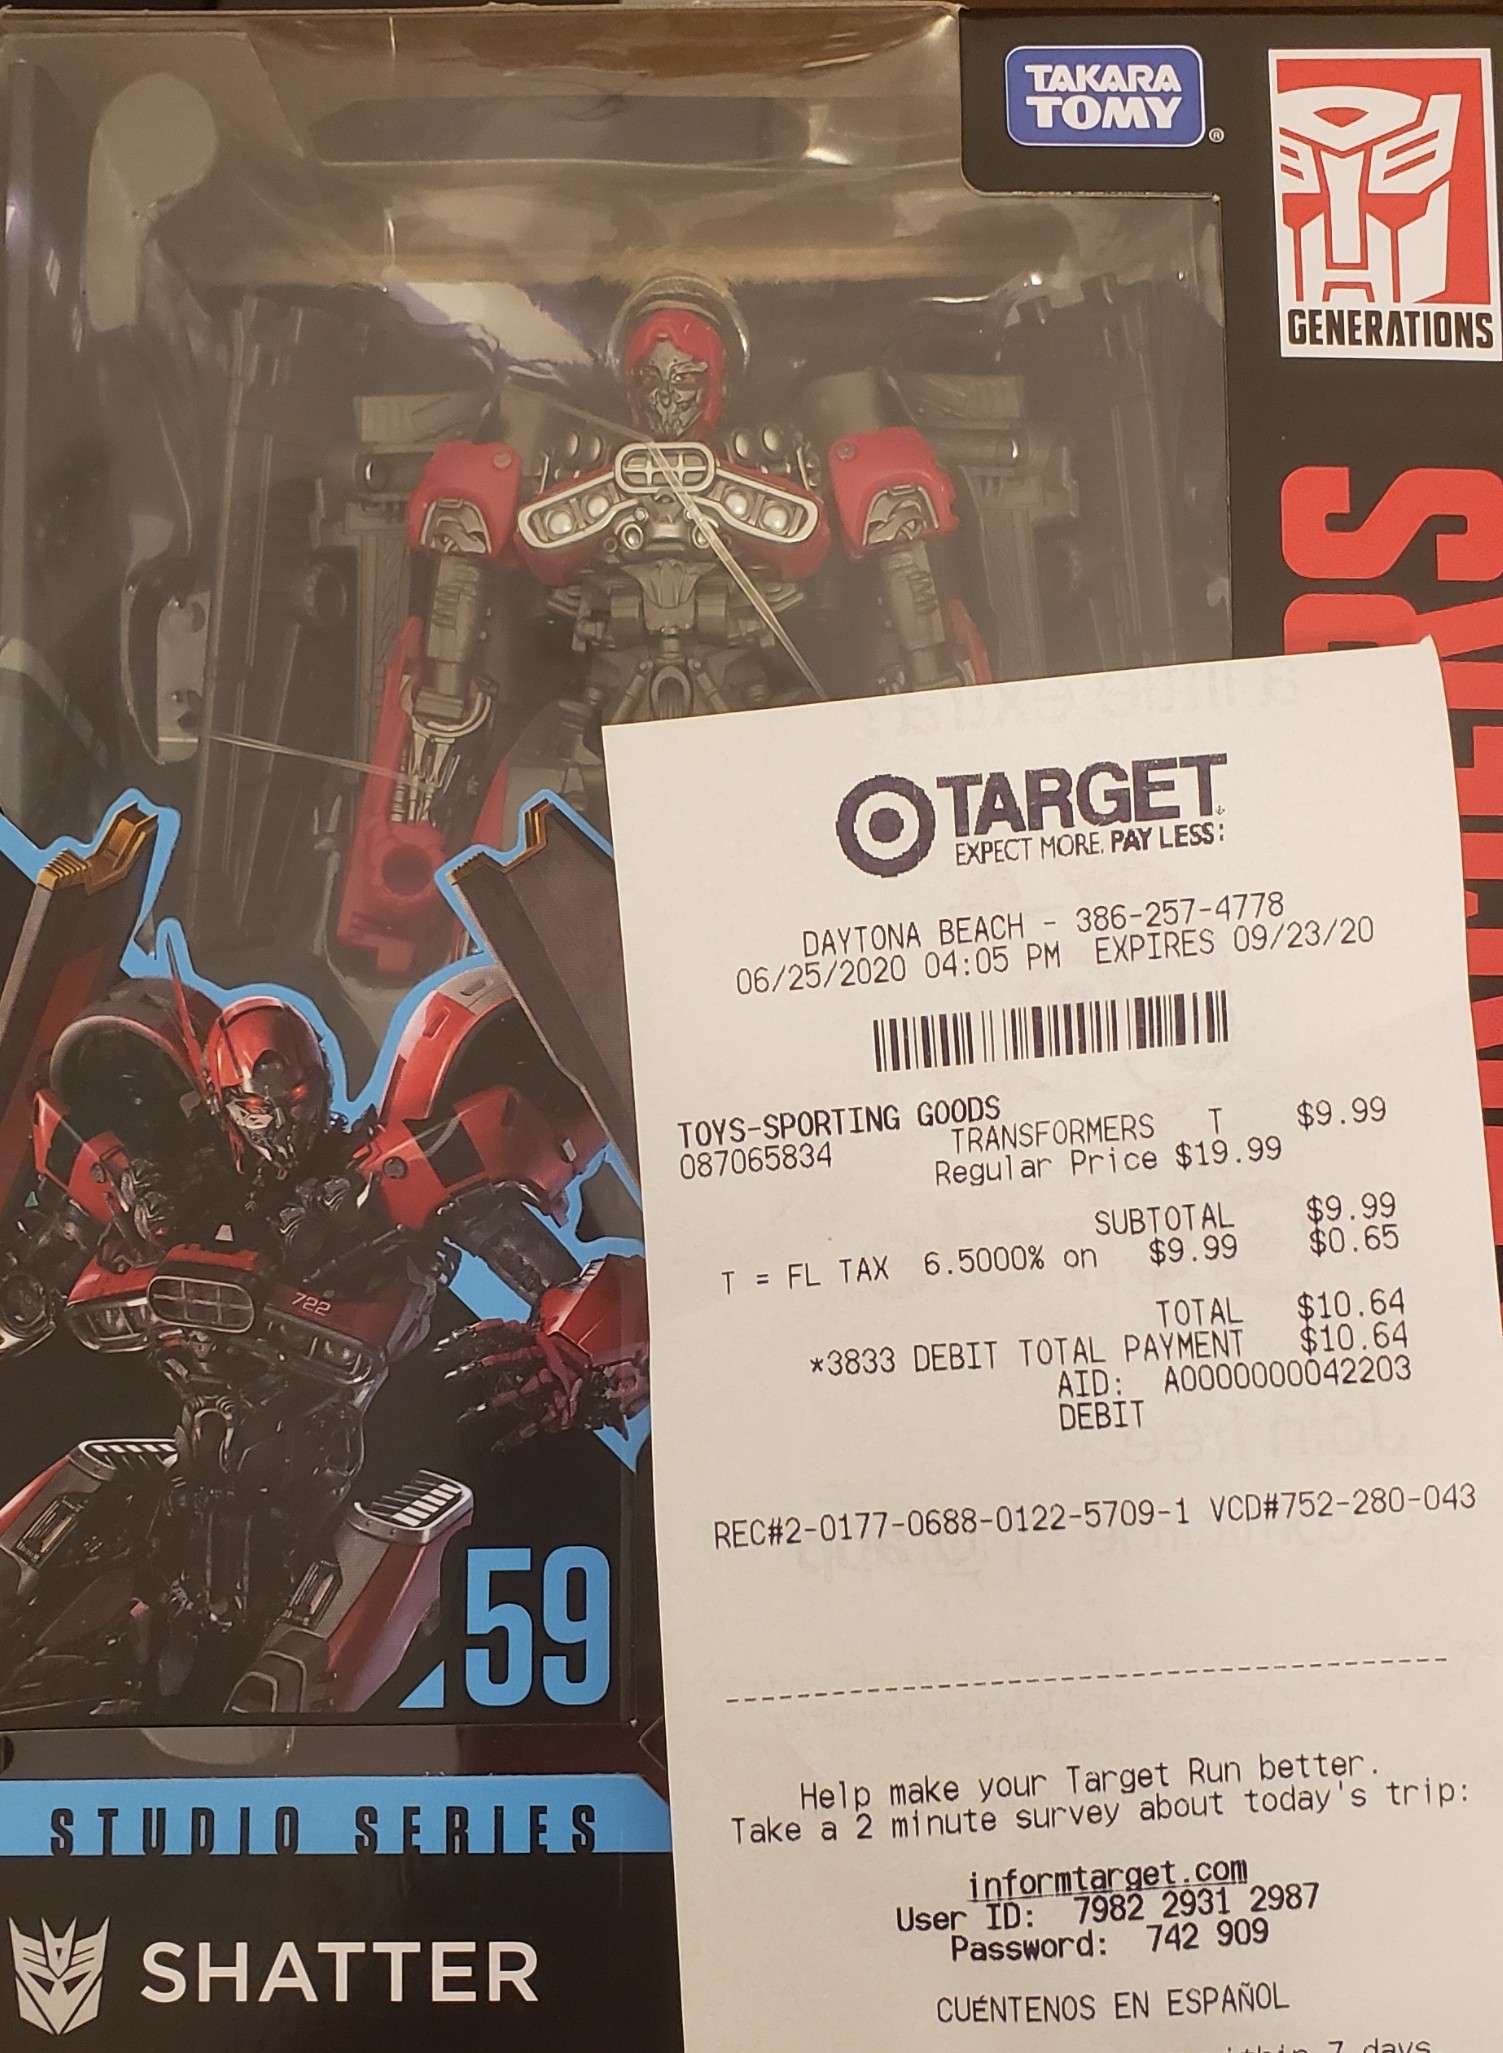 TAKARA
TOMY®
GENERATIONS
TARGET
EXPECT MORE. PAY LESS.
DAYTONA BEACH - 386-257-4778
06/25/2020 04:05 PM EXPIRES 09/23/20
TOYS-SPORTING GOODS
087065834 TRANSFORMERS T $9.99
Regular Price $19.99
SUBTOTAL $9.99
T = FL TAX 6.5000% on $9.99 $0.65
TOTAL $10.64
*3833 DEBIT TOTAL PAYMENT $10.64
AID: A0000000042203
DEBIT
REC#2-0177-0688-0122-5709-1 VCD#752-280-043
Help make your Target Run better.
Take a 2 minute survey about today's trip:
informtarget.com
User ID: 7982 2931 2987
Password: 742 909
CUÉNTENOS EN ESPAÑOL
7 days
722
59
STUDIO SERIES
SHATTER